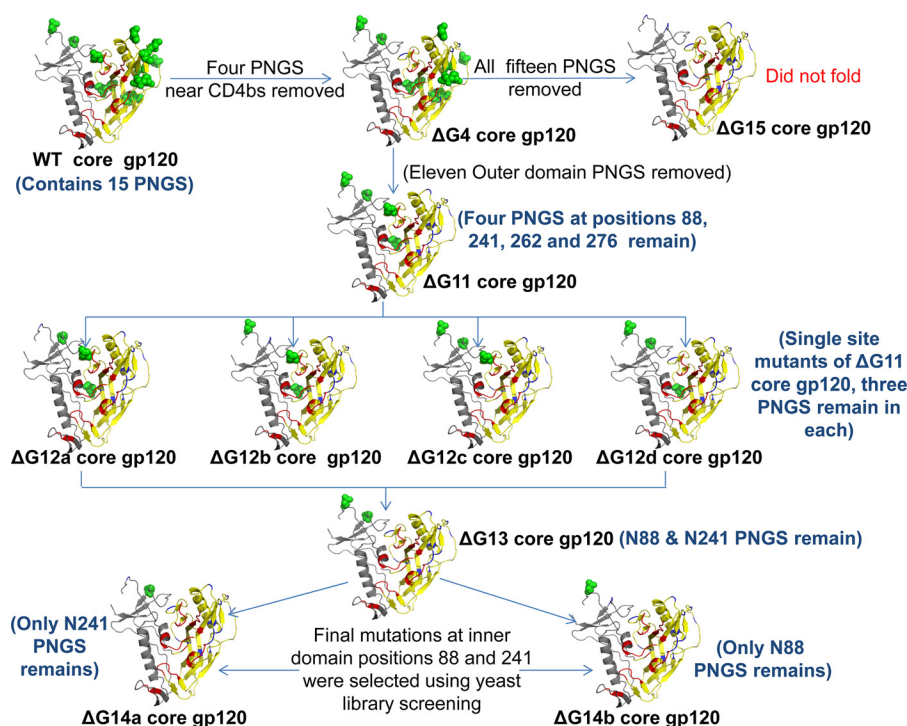 Four PNGS
near CD4bs removed
All fifteen PNGS
removed
Did not fold
WT core gp120
(Contains 15 PNGS)
ΔG4 core gp120
ΔG15 core gp120
(Eleven Outer domain PNGS removed)
(Four PNGS at positions 88,
241, 262 and 276 remain)
ΔG11 core gp120
(Single site
mutants of ΔG11
core gp120, three
PNGS remain in
each)
ΔG12a core gp120
ΔG12b core gp120
ΔG12c core gp120
ΔG12d core gp120
ΔG13 core gp120 (N88 & N241 PNGS remain)
(Only N241
PNGS
remains)
Final mutations at inner
domain positions 88 and 241
were selected using yeast
library screening
(Only N88
PNGS remains)
ΔG14a core gp120
ΔG14b core gp120